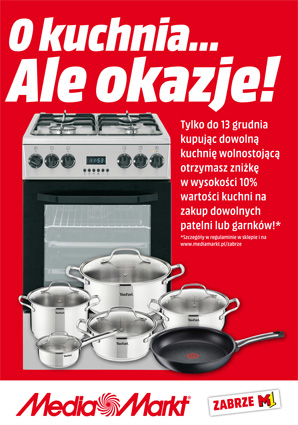 O kuchnia...
Ale okazje!
Tylko do 13 grudnia
kupując dowolną
kuchnię wolnostojącą
otrzymasz zniżkę
w wysokości 10%
wartości kuchni na
zakup dowolnych
patelni lub garnków!*
*Szczegóły w regulaminie w sklepie i na
www.mediamarkt.pl/zabrze
Tefal
MediaMarkt
ZABRZE M1